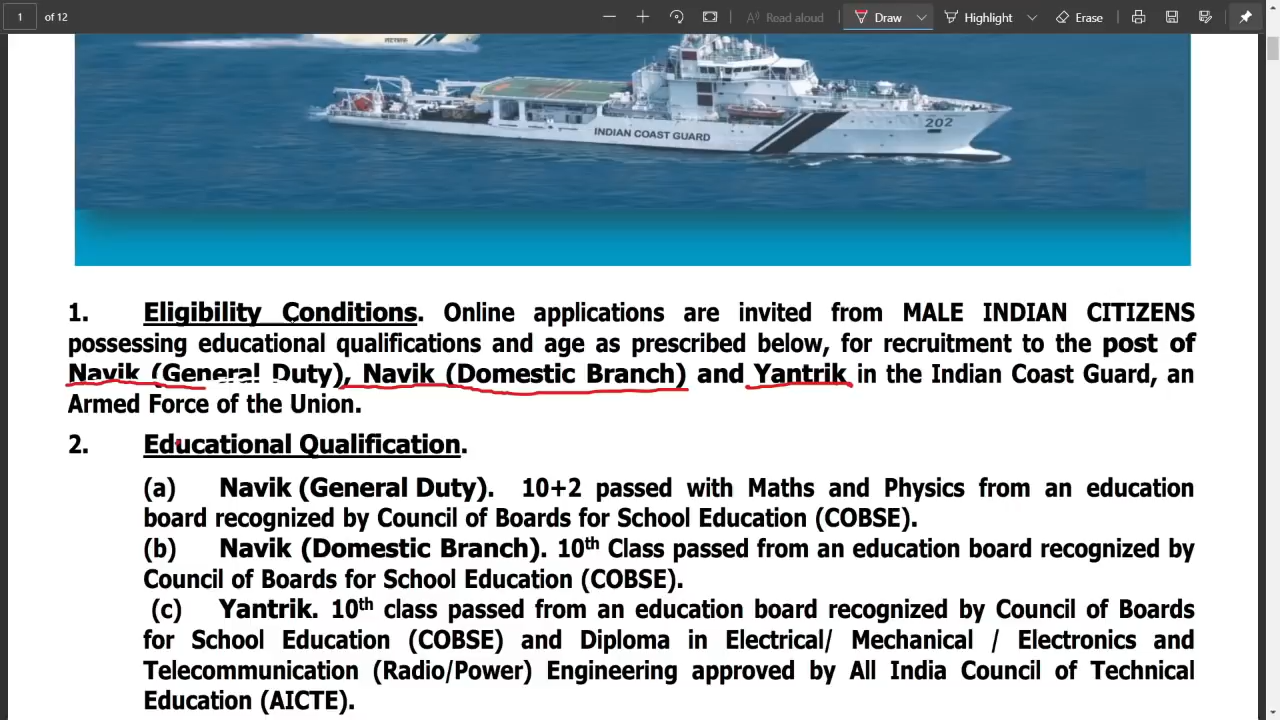 1 of 12 Read aloud Draw Highlight Erase
INDIAN COAST GUARD 202
1. Eligibility Conditions. Online applications are invited from MALE INDIAN CITIZENS
possessing educational qualifications and age as prescribed below, for recruitment to the post of
Navik (General Duty), Navik (Domestic Branch) and Yantrik in the Indian Coast Guard, an
Armed Force of the Union.
2. Educational Qualification.
(a) Navik (General Duty). 10+2 passed with Maths and Physics from an education
board recognized by Council of Boards for School Education (COBSE).
(b) Navik (Domestic Branch). 10th Class passed from an education board recognized by
Council of Boards for School Education (COBSE).
(c) Yantrik. 10th class passed from an education board recognized by Council of Boards
for School Education (COBSE) and Diploma in Electrical/ Mechanical / Electronics and
Telecommunication (Radio/Power) Engineering approved by All India Council of Technical
Education (AICTE).